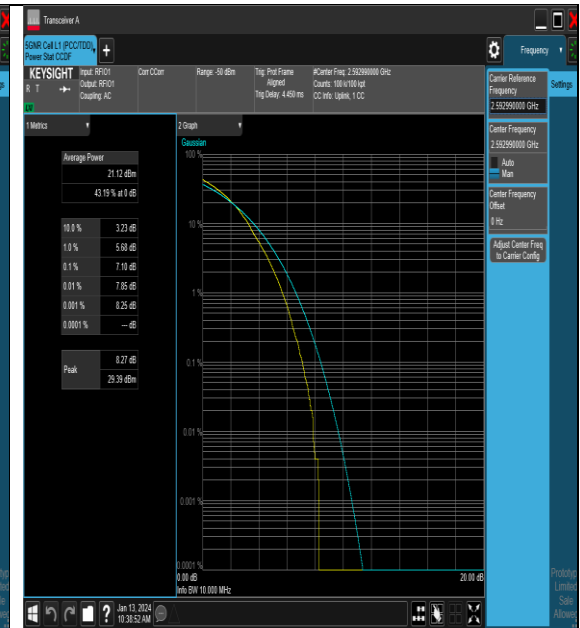 Transceiver A
5GNR Cell L1 (PCC/TDD),
Power Stat CCDF
Frequency
KEYSIGHT
R T
LXI
Input: RFIO1
Output: RFIO1
Coupling: AC
Corr CCorr
Range: -50 dBm
Trig: Prot Frame
Aligned
Trig Delay: 4.450 ms
#Center Freq: 2.592990000 GHz
Counts: 100 k/100 kpt
CC Info: Uplink, 1 CC
Carrier Reference
Frequency
2.592990000 GHz
Settings
Center Frequency
2.592990000 GHz
Auto
Man
Center Frequency
Offset
0 Hz
Adjust Center Freq
to Carrier Config
1 Metrics
Average Power
21.12 dBm
43.19 % at 0 dB
10.0 % 3.23 dB
1.0 % 5.68 dB
0.1 % 7.10 dB
0.01 % 7.85 dB
0.001 % 8.25 dB
0.0001 % --- dB
Peak 8.27 dB
29.39 dBm
2 Graph
Gaussian
100 %
10 %
1 %
0.1 %
0.01 %
0.001 %
0.0001 %
0.00 dB 20.00 dB
Info BW 10.000 MHz
Jan 13, 2024
10:38:52 AM